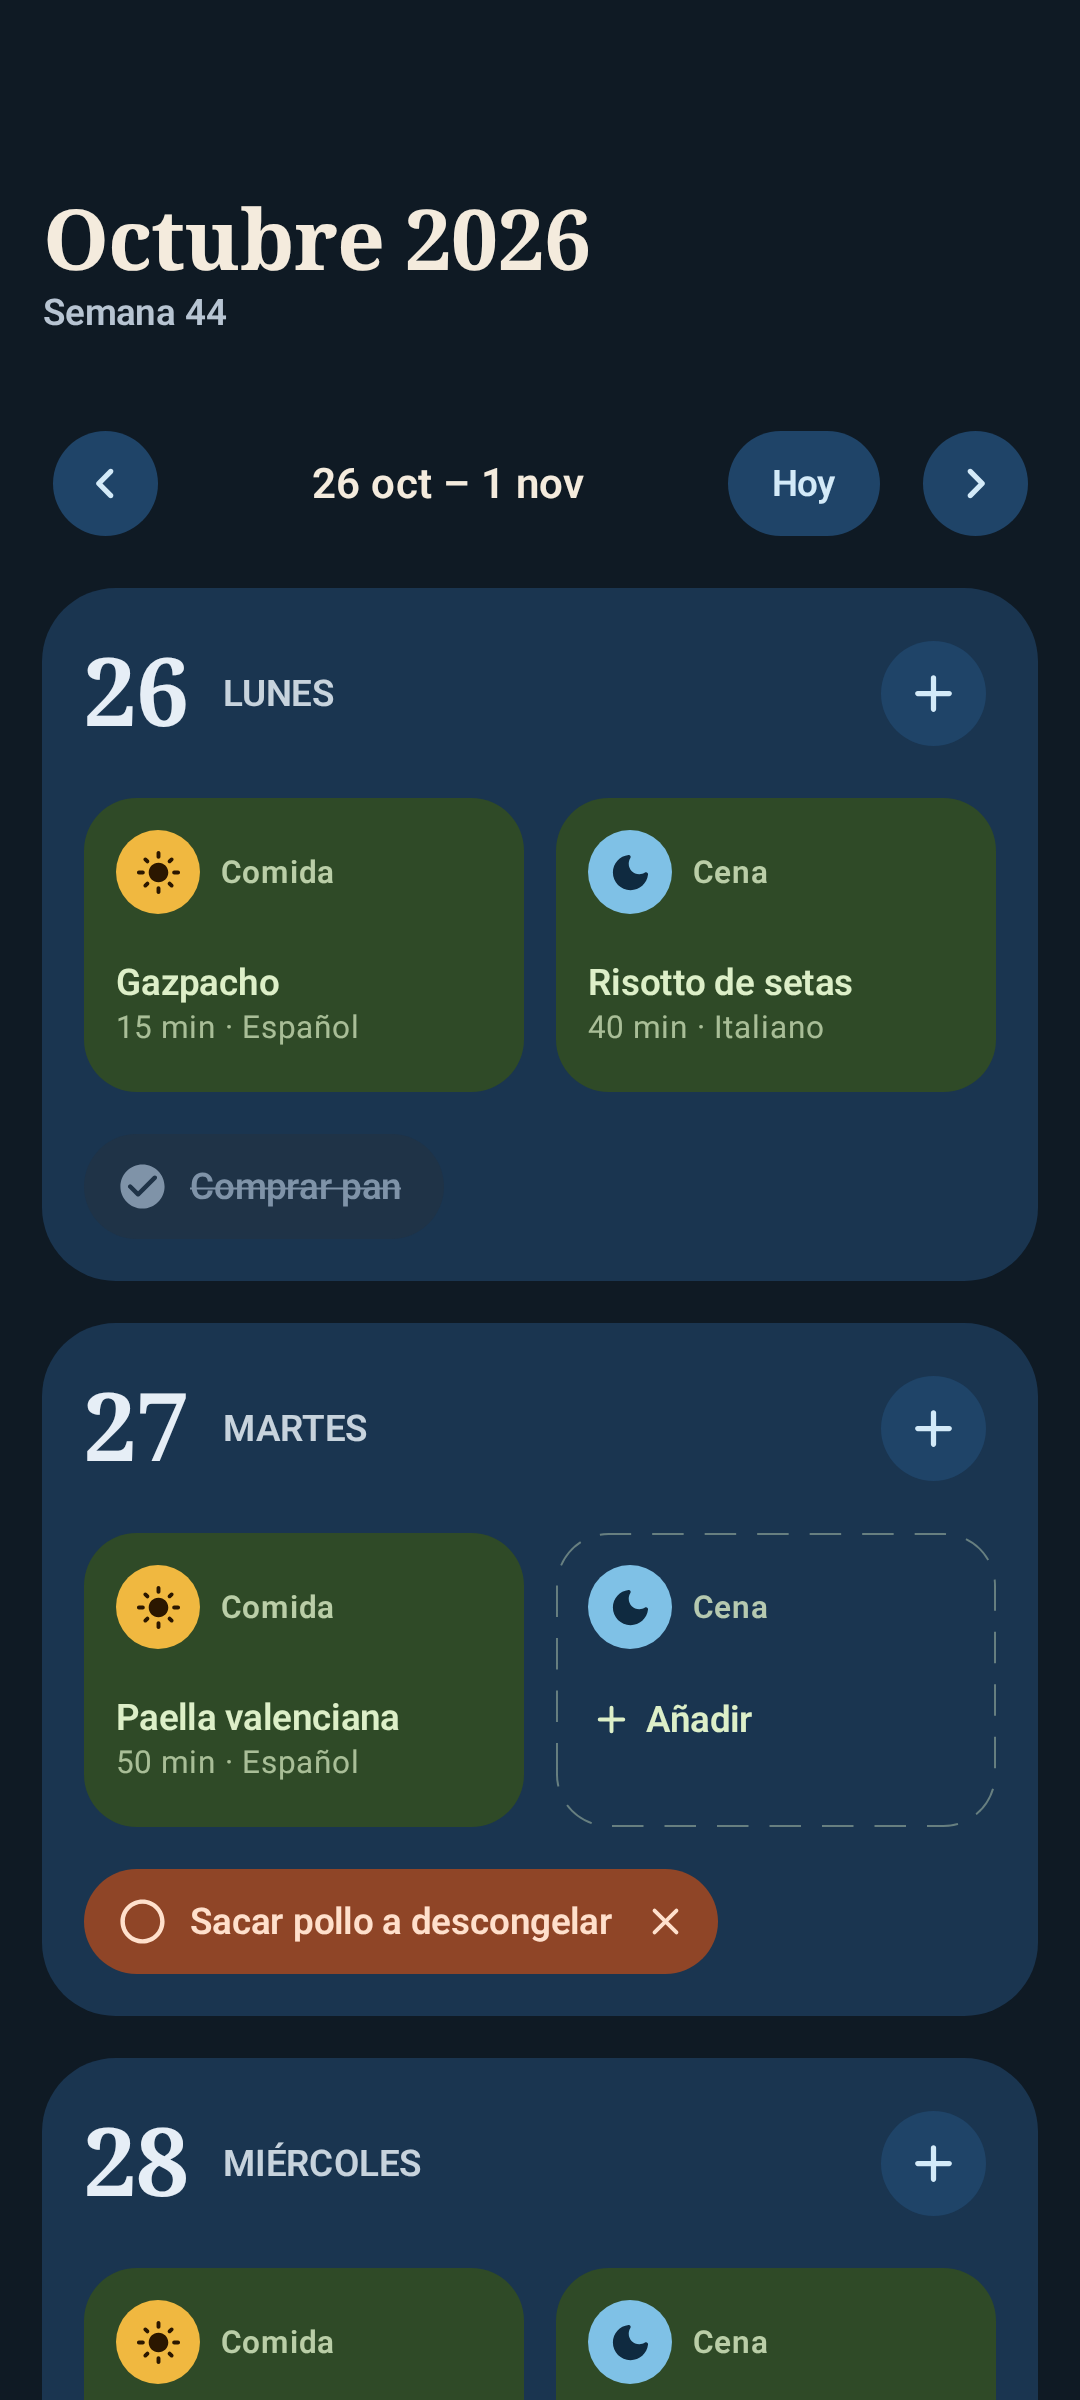 Octubre 2026
Semana 44
26 oct – 1 nov
Hoy
26 LUNES
Comida
Cena
Gazpacho
15 min · Español
Risotto de setas
40 min · Italiano
Comprar pan
27 MARTES
Comida
Cena
Paella valenciana
50 min · Español
Añadir
Sacar pollo a descongelar
28 MIÉRCOLES
Comida
Cena